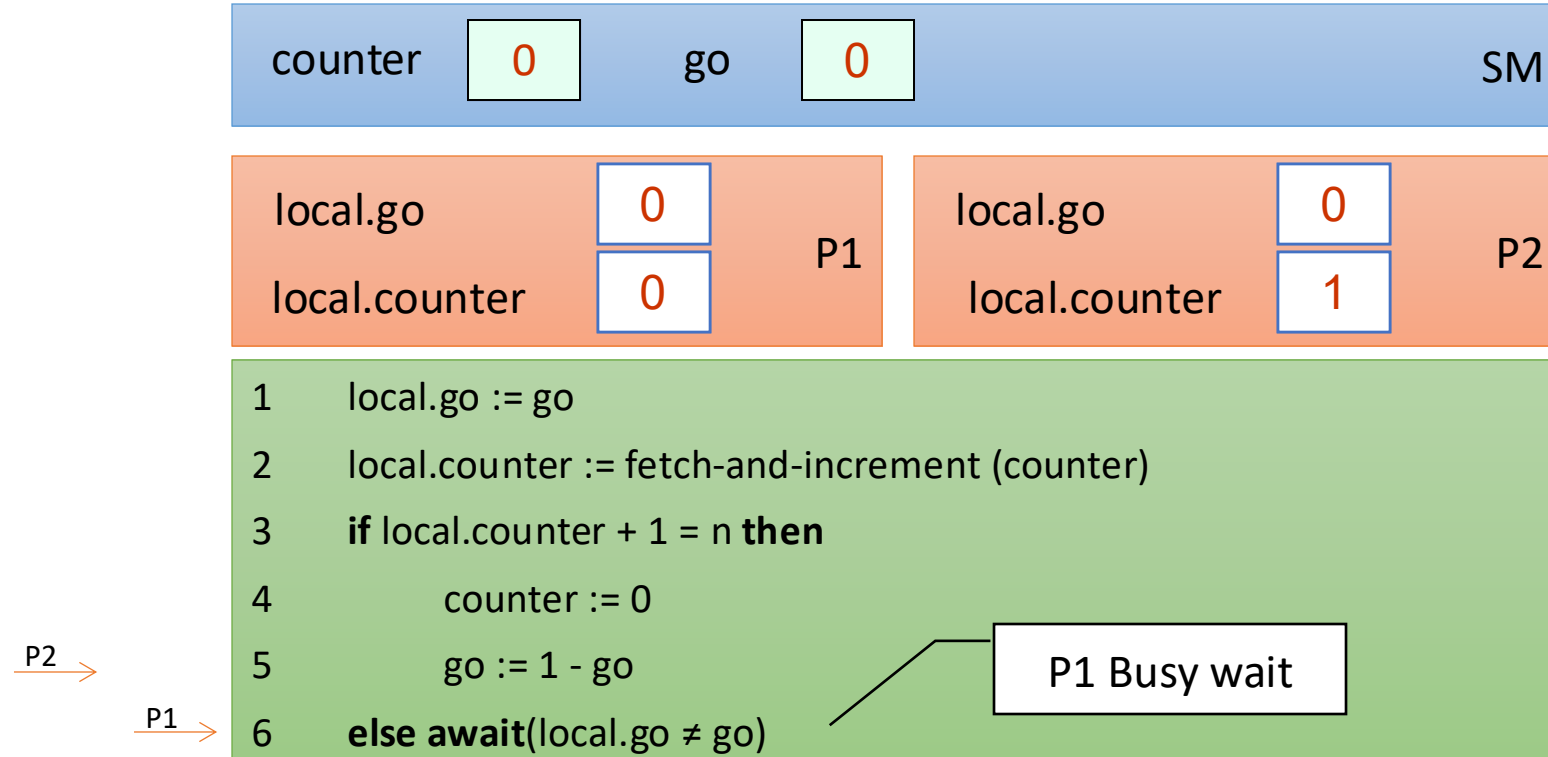 counter 0 go 0 SM
local.go 0 local.go 0
P1 P2
local.counter 0 local.counter 1
1 local.go := go
2 local.counter := fetch-and-increment (counter)
3 if local.counter + 1 = n then
4 counter := 0
P2 5 go := 1 - go
P1 Busy wait
P1 6 else await(local.go ≠ go)